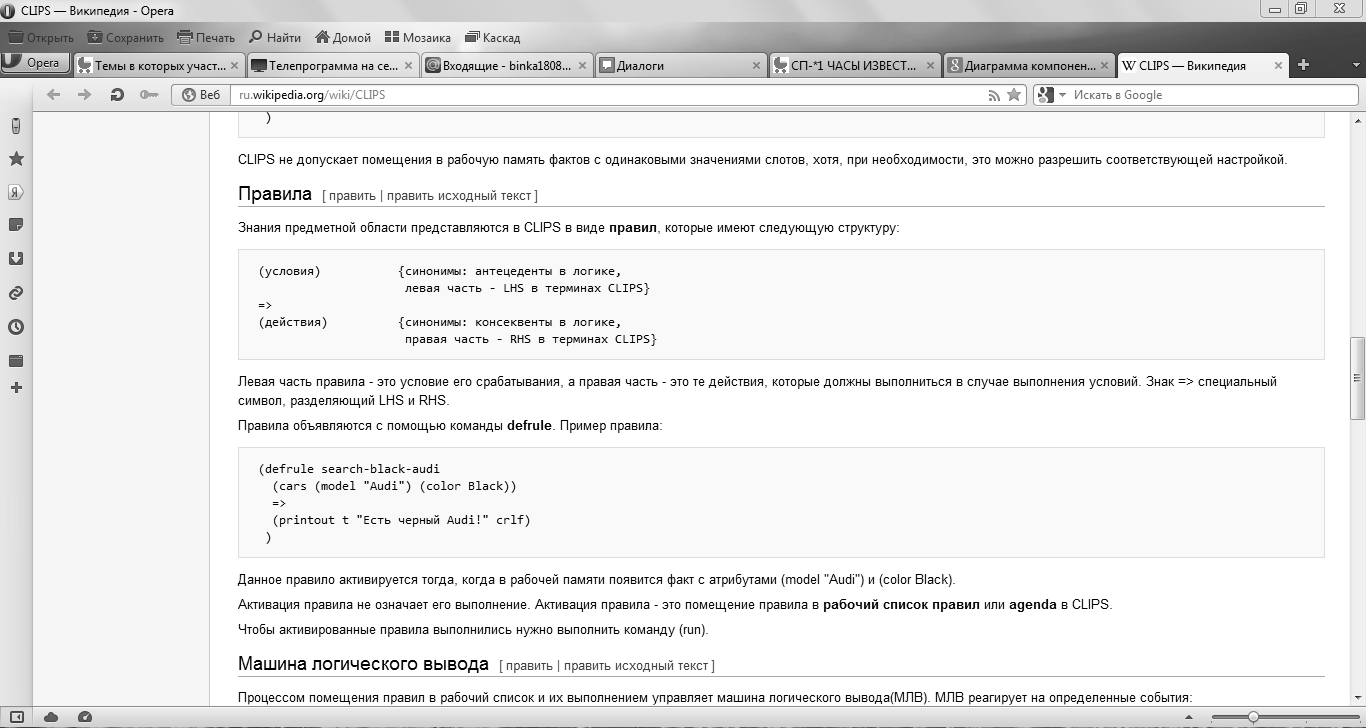 CLIPS — Википедия - Opera
Открыть Сохранить Печать Найти Домой Мозаика Каскад
Opera Темы в которых участ... Телепрограмма на се... Входящие - binka1808... Диалоги СП-*1 ЧАСЫ ИЗВЕСТ... Диаграмма компонен... W CLIPS — Википедия
Веб ru.wikipedia.org/wiki/CLIPS Искать в Google
)
CLIPS не допускает помещения в рабочую память фактов с одинаковыми значениями слотов, хотя, при необходимости, это можно разрешить соответствующей настройкой.
Правила [ править | править исходный текст ]
Знания предметной области представляются в CLIPS в виде правил, которые имеют следующую структуру:
(условия) {синонимы: антецеденты в логике,
левая часть - LHS в терминах CLIPS}
=>
(действия) {синонимы: консеквенты в логике,
правая часть - RHS в терминах CLIPS}
Левая часть правила - это условие его срабатывания, а правая часть - это те действия, которые должны выполниться в случае выполнения условий. Знак => специальный
символ, разделяющий LHS и RHS.
Правила объявляются с помощью команды defrule. Пример правила:
(defrule search-black-audi
(cars (model "Audi") (color Black))
=>
(printout t "Есть черный Audi!" crlf)
)
Данное правило активируется тогда, когда в рабочей памяти появится факт с атрибутами (model "Audi") и (color Black).
Активация правила не означает его выполнение. Активация правила - это помещение правила в рабочий список правил или agenda в CLIPS.
Чтобы активированные правила выполнились нужно выполнить команду (run).
Машина логического вывода [ править | править исходный текст ]
Процессом помещения правил в рабочий список и их выполнением управляет машина логического вывода(МЛВ). МЛВ реагирует на определенные события: